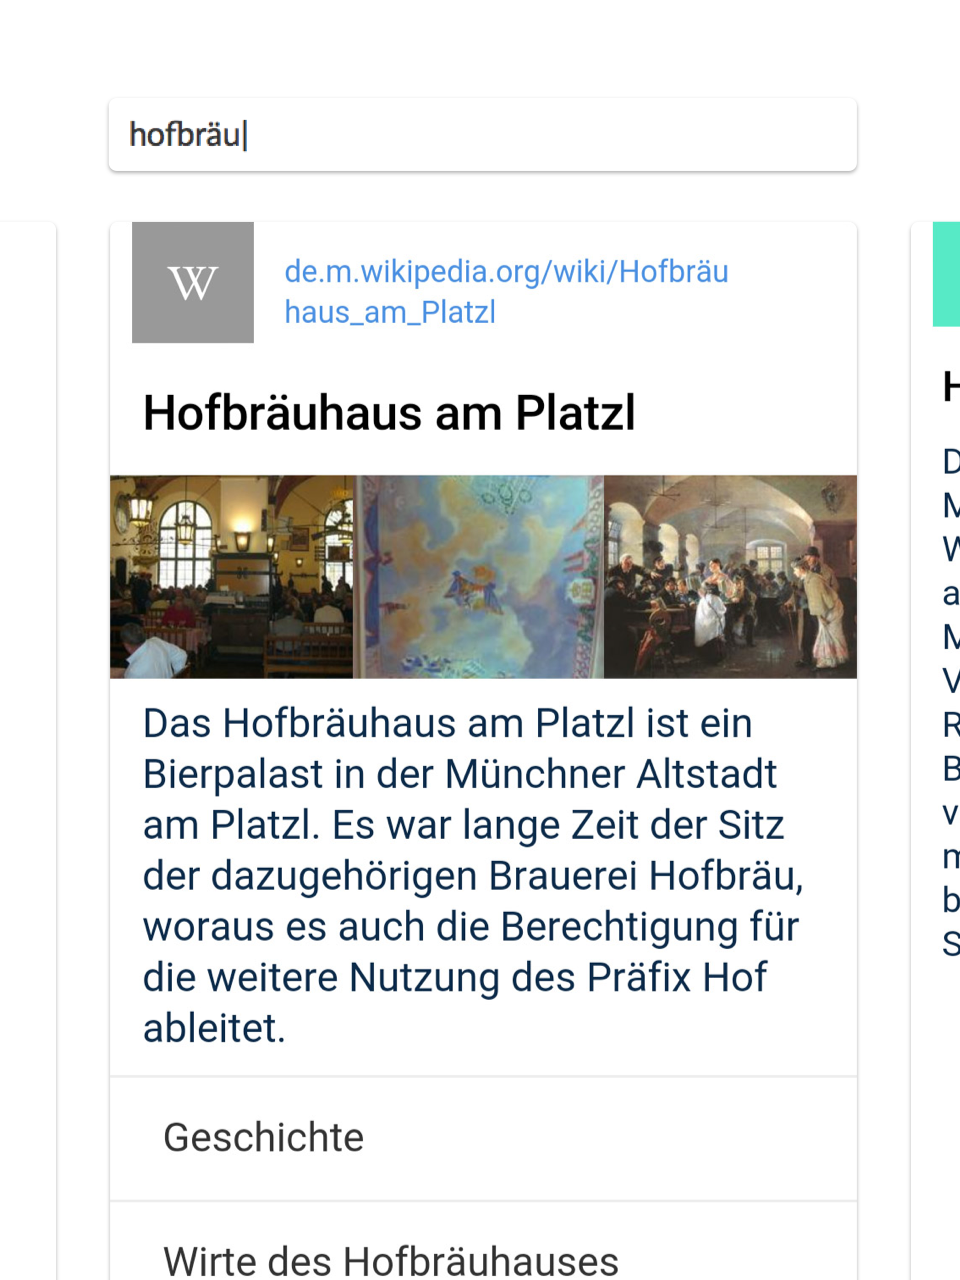 hofbräu
W
de.m.wikipedia.org/wiki/Hofbräu
haus_am_Platzl
Hofbräuhaus am Platzl
Das Hofbräuhaus am Platzl ist ein
Bierpalast in der Münchner Altstadt
am Platzl. Es war lange Zeit der Sitz
der dazugehörigen Brauerei Hofbräu,
woraus es auch die Berechtigung für
die weitere Nutzung des Präfix Hof
ableitet.
Geschichte
Wirte des Hofbräuhauses